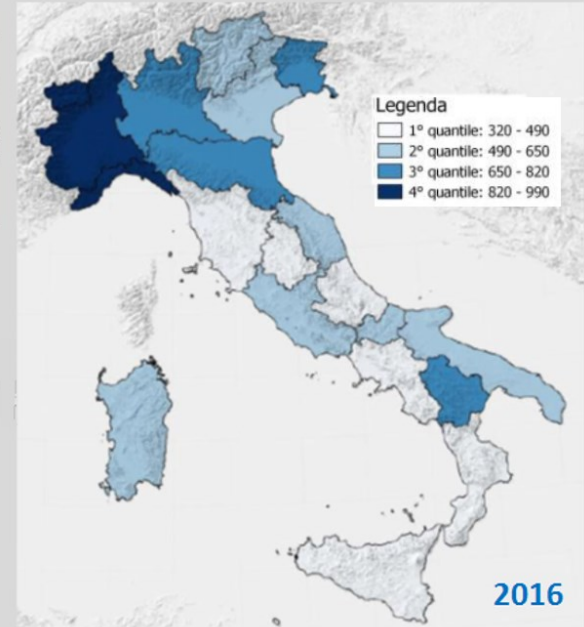 Legenda
1° quantile: 320 - 490
2° quantile: 490 - 650
3° quantile: 650 - 820
4° quantile: 820 - 990
2016